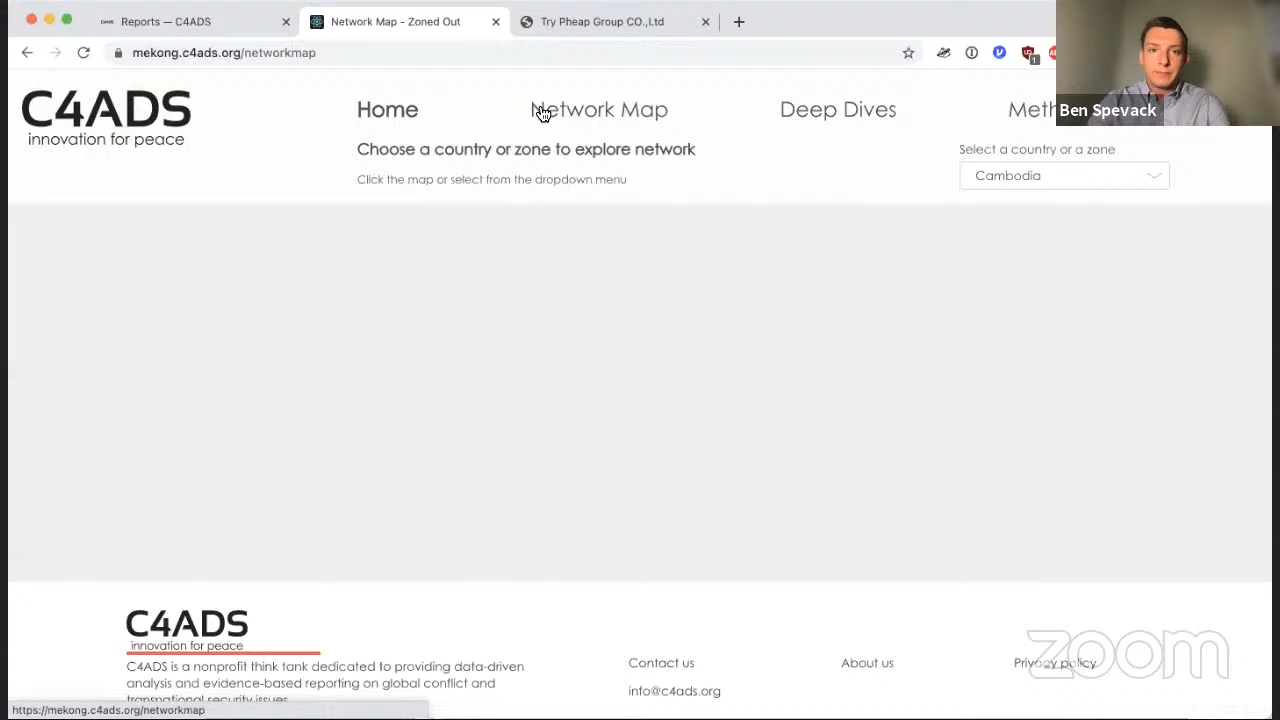 Reports — C4ADS
Network Map - Zoned Out
Try Pheap Group CO.,Ltd
mekong.c4ads.org/networkmap
1
C4ADS
innovation for peace
Home
Network Map
Deep Dives
Ben Spevack
Choose a country or zone to explore network
Click the map or select from the dropdown menu
Select a country or a zone
Cambodia
C4ADS
innovation for peace
C4ADS is a nonprofit think tank dedicated to providing data-driven
analysis and evidence-based reporting on global conflict and
transnational security issues.
Contact us
info@c4ads.org
About us
Privacy policy
zoom
https://mekong.c4ads.org/networkmap